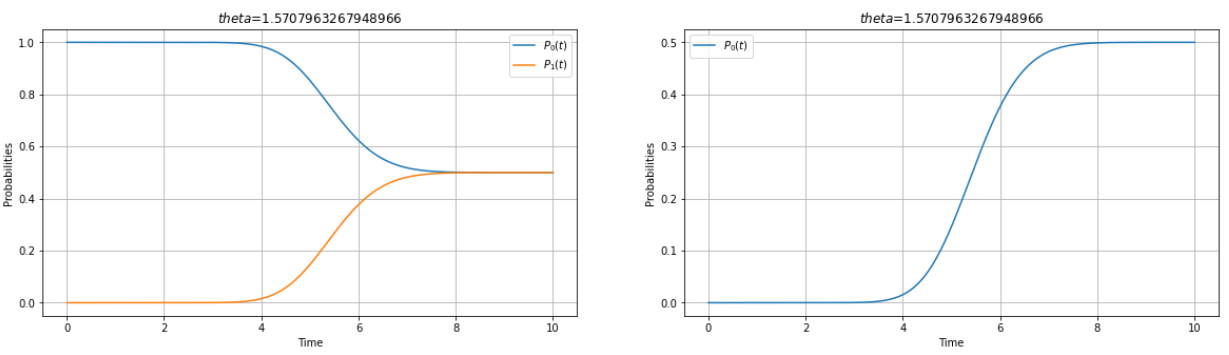 theta=1.5707963267948966
P₀(t)
P₁(t)
Probabilities
1.0
0.8
0.6
0.4
0.2
0.0
0 2 4 6 8 10
Time
theta=1.5707963267948966
P₀(t)
Probabilities
0.5
0.4
0.3
0.2
0.1
0.0
0 2 4 6 8 10
Time